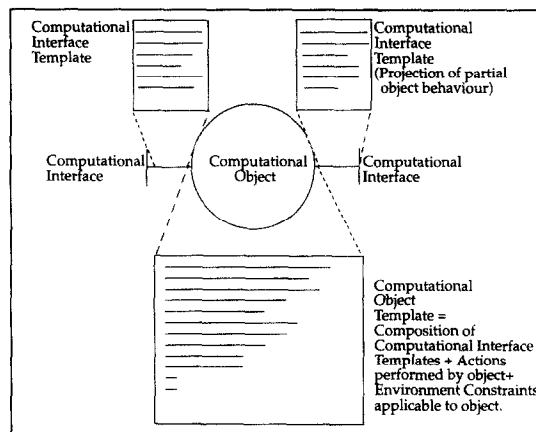 Computational
Interface
Template
Computational
Interface
Template
(Projection of partial
object behaviour)
Computational
Interface
Computational
Object
Computational
Interface
Computational
Object
Template =
Composition of
Computational Interface
Templates + Actions
performed by object+
Environment Constraints
applicable to object.